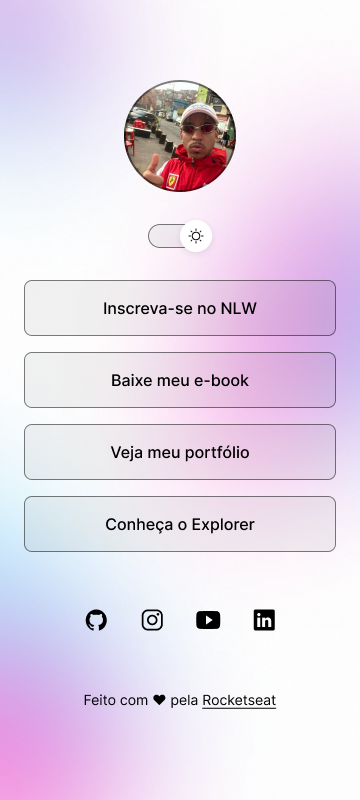 Inscreva-se no NLW
Baixe meu e-book
Veja meu portfólio
Conheça o Explorer
Feito com ♥ pela Rocketseat